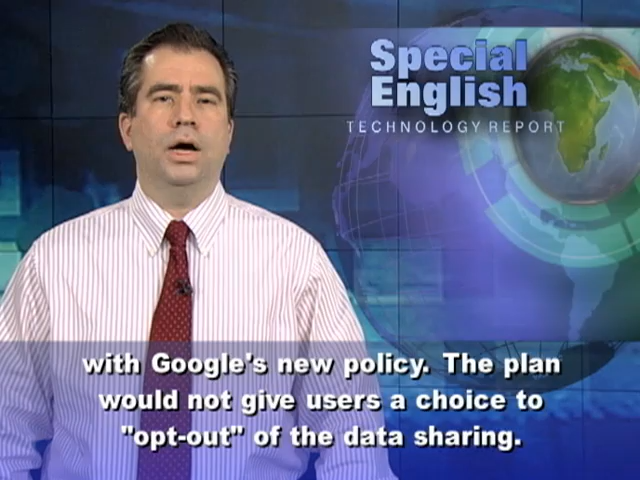 Special
English
TECHNOLOGY REPORT
with Google's new policy. The plan
would not give users a choice to
"opt-out" of the data sharing.